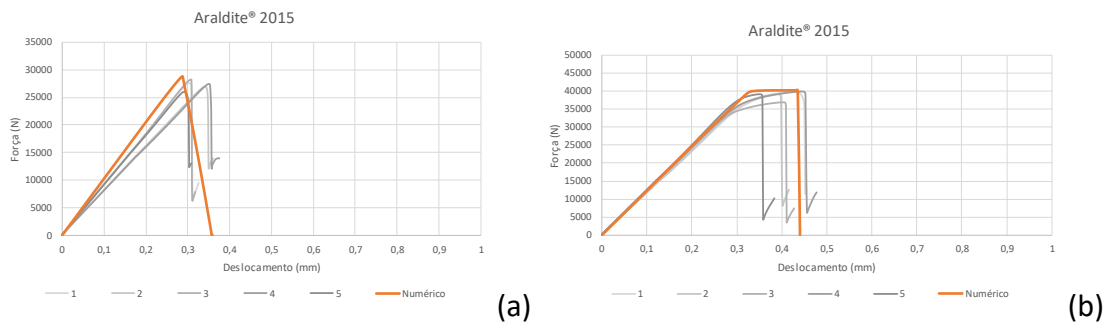 Araldite® 2015
35000
30000
25000
20000
15000
10000
5000
0
Força (N)
0 0,1 0,2 0,3 0,4 0,5 0,6 0,7 0,8 0,9 1
Deslocamento (mm)
1 2 3 4 5 Numérico
(a)
Araldite® 2015
50000
45000
40000
35000
30000
25000
20000
15000
10000
5000
0
Força (N)
0 0,1 0,2 0,3 0,4 0,5 0,6 0,7 0,8 0,9 1
Deslocamento (mm)
1 2 3 4 5 Numérico
(b)